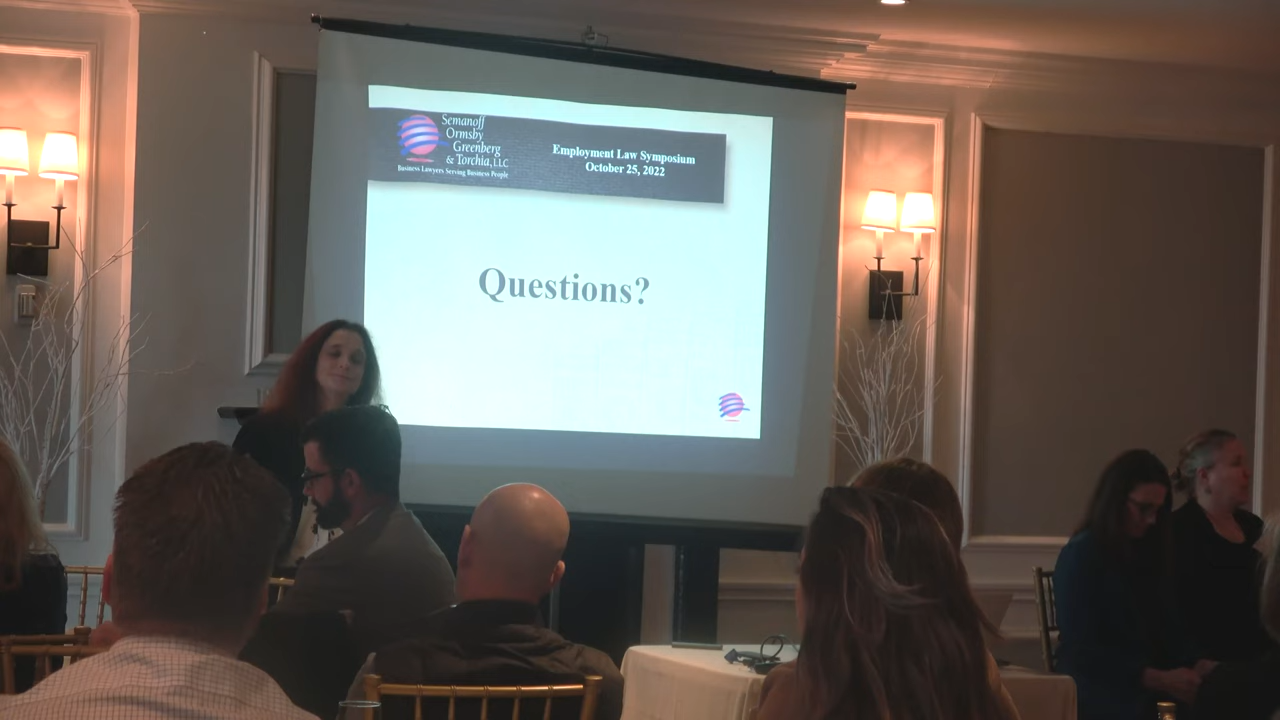 Semanoff
Ormsby
Greenberg
& Torchia, LLC
Business Lawyers Serving Business People
Employment Law Symposium
October 25, 2022
Questions?